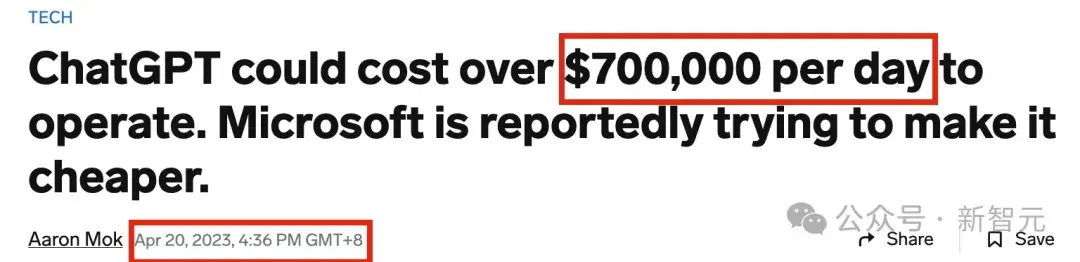 TECH
ChatGPT could cost over $700,000 per day to
operate. Microsoft is reportedly trying to make it
cheaper.
Aaron Mok Apr 20, 2023, 4:36 PM GMT+8
公众号 · 新智元
Share Save